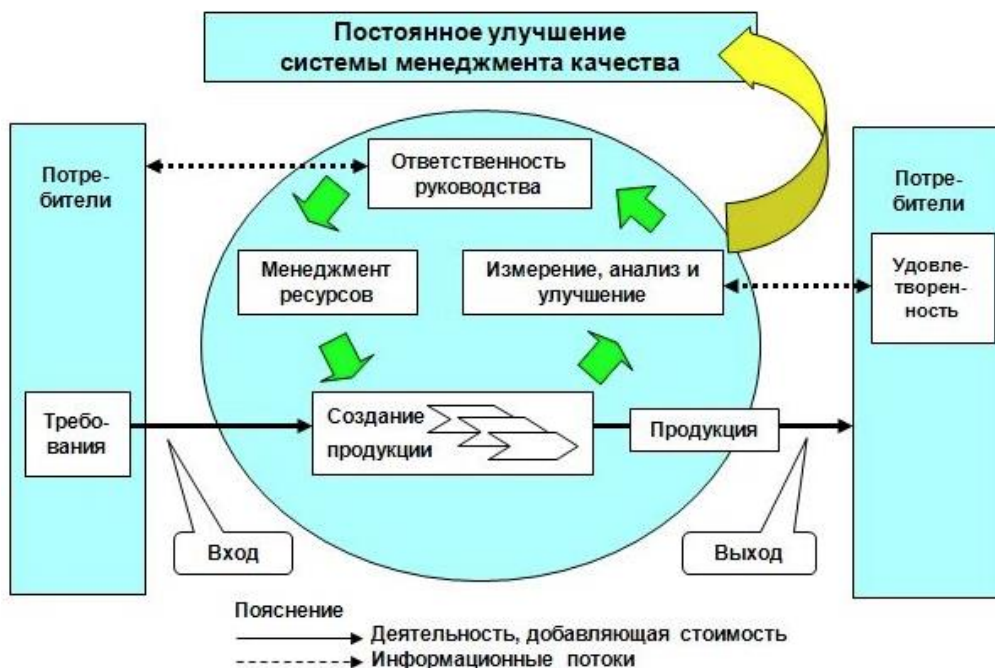 Постоянное улучшение
системы менеджмента качества
Потре-
бители
Ответственность
руководства
Потре-
бители
Менеджмент
ресурсов
Измерение, анализ и
улучшение
Удовле-
творен-
ность
Требо-
вания
Создание
продукции
Продукция
Вход
Выход
Пояснение
Деятельность, добавляющая стоимость
Информационные потоки